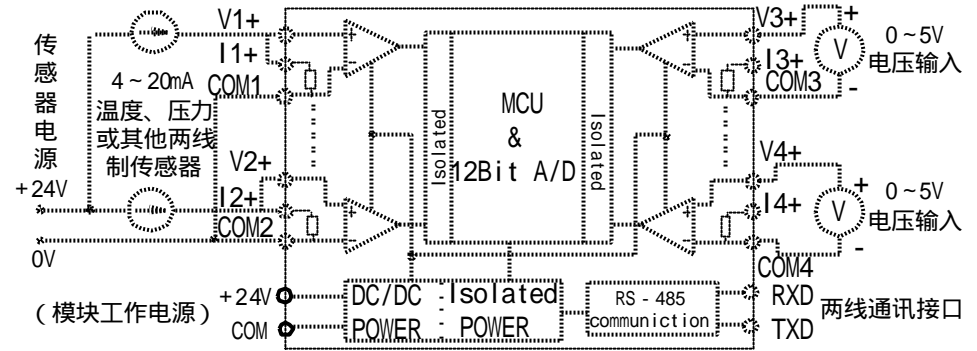 传感器电源
+24V
0V
V1+
I1+
COM1
4~20mA
温度、压力
或其他两线
制传感器
V2+
I2+
COM2
+
-
+
-
Isolated
MCU
&
12Bit A/D
Isolated
+
-
+
-
V3+
I3+
COM3
+
V
-
0~5V
电压输入
V4+
I4+
COM4
+
V
-
0~5V
电压输入
(模块工作电源)
+24V
COM
DC/DC - Isolated
POWER - POWER
RS-485
communiction
RXD
TXD
两线通讯接口